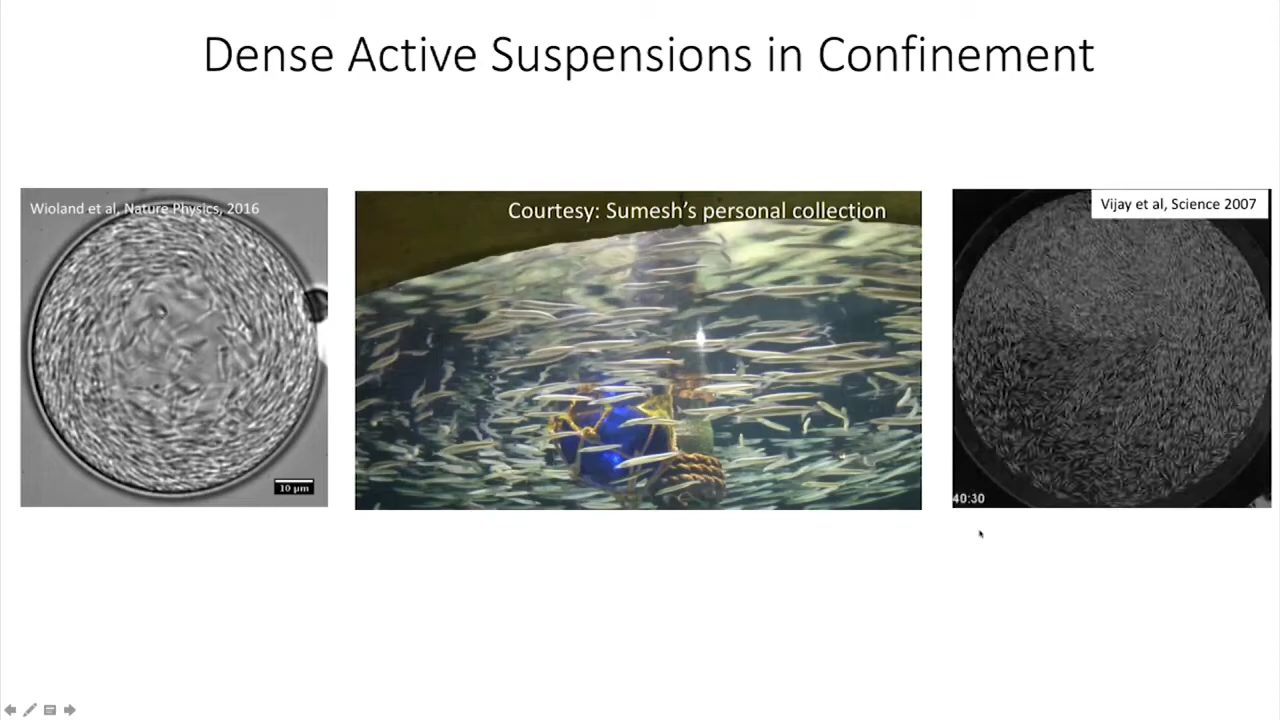 Dense Active Suspensions in Confinement
Wioland et al, Nature Physics, 2016
Courtesy: Sumesh's personal collection
Vijay et al, Science 2007
10 μm
40:30